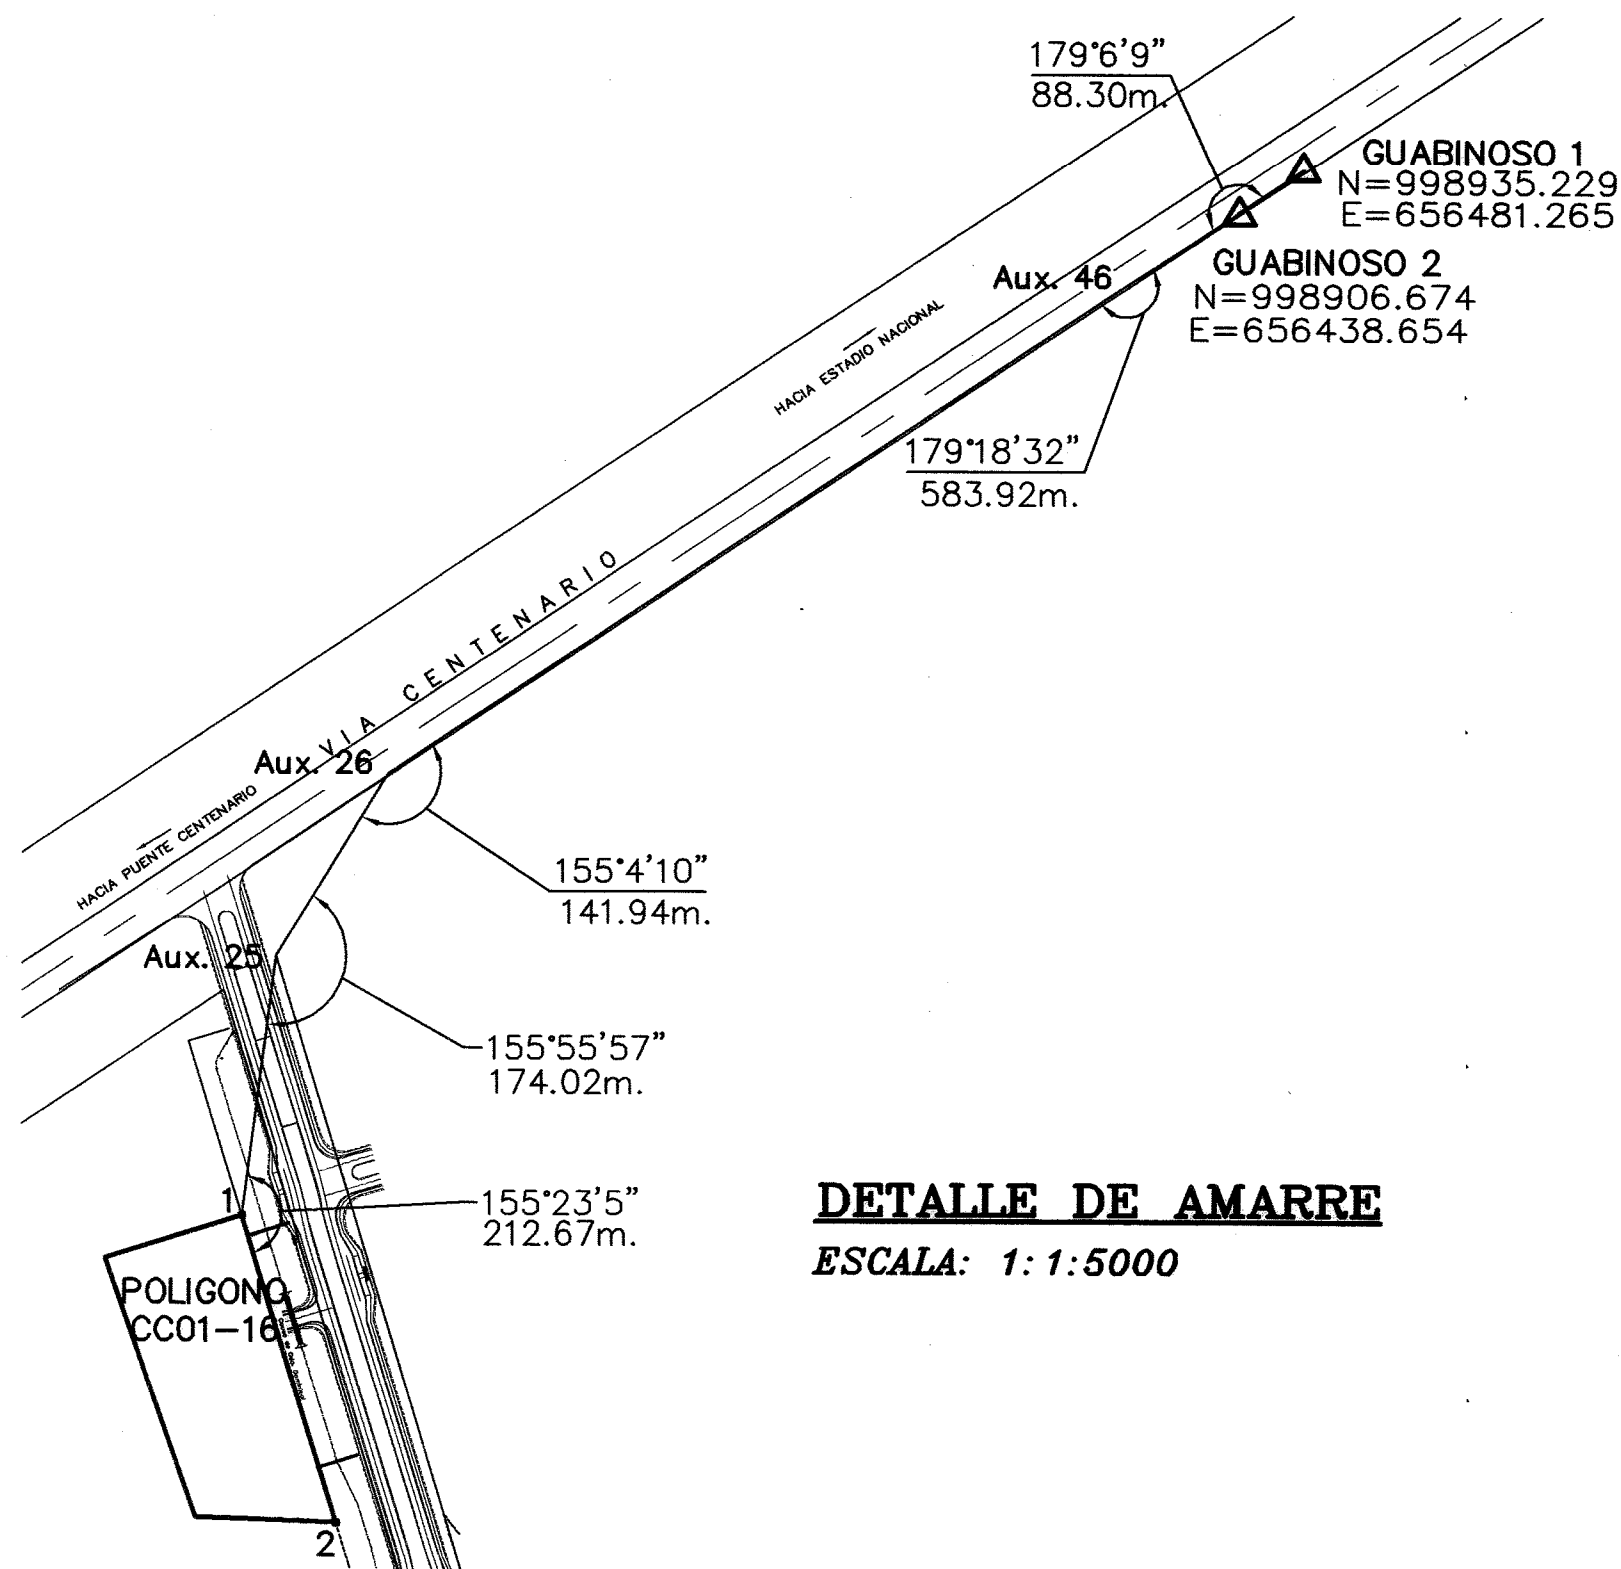 179°6'9"
88.30m.
GUABINOSO 1
N=998935.229
E=656481.265
GUABINOSO 2
N=998906.674
E=656438.654
Aux. 46
HACIA ESTADIO NACIONAL
179°18'32"
583.92m.
VIA CENTENARIO
Aux. 26
HACIA PUENTE CENTENARIO
155°4'10"
141.94m.
Aux. 25
155°55'57"
174.02m.
1
155°23'5"
212.67m.
DETALLE DE AMARRE
ESCALA: 1:1:5000
POLIGONO
CC01-16
2